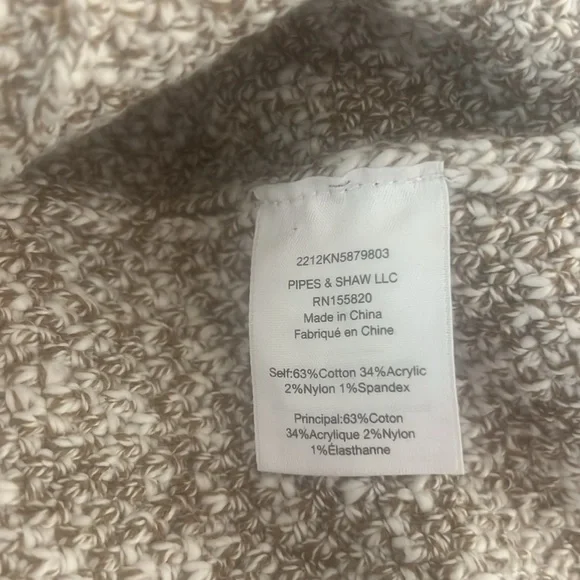 2212KN5879803
PIPES & SHAW LLC
RN155820
Made in China
Fabriqué en Chine
Self:63%Cotton 34%Acrylic
2%Nylon 1%Spandex
Principal:63%Coton
34%Acrylique 2%Nylon
1%Élasthanne